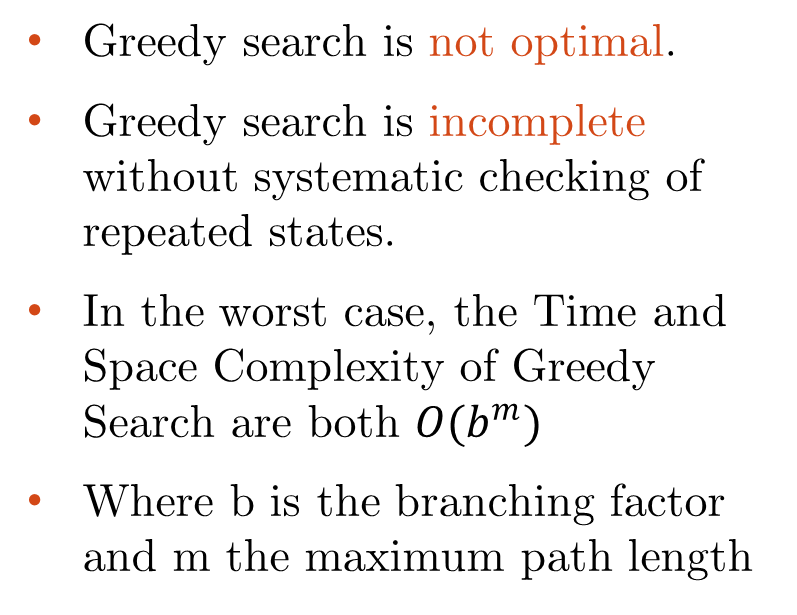 • Greedy search is not optimal.
• Greedy search is incomplete
without systematic checking of
repeated states.
• In the worst case, the Time and
Space Complexity of Greedy
Search are both 𝑂(𝑏ᵐ)
• Where b is the branching factor
and m the maximum path length